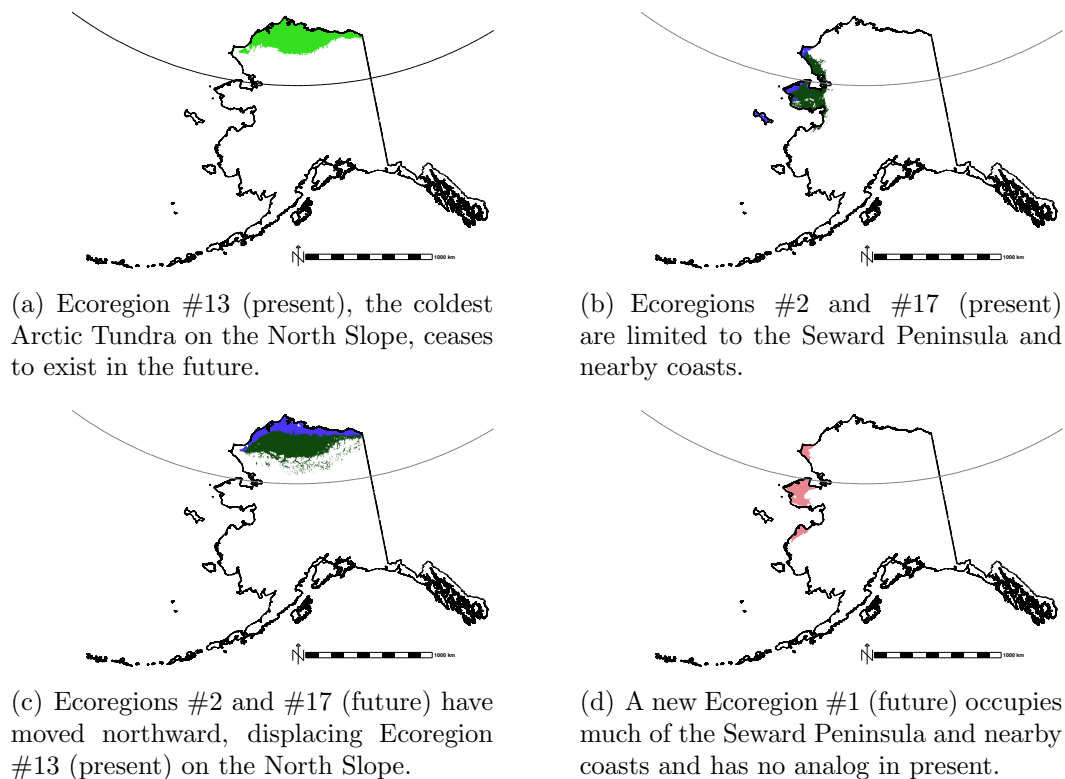 N 1000 km
N 1000 km
(a) Ecoregion #13 (present), the coldest
Arctic Tundra on the North Slope, ceases
to exist in the future.
(b) Ecoregions #2 and #17 (present)
are limited to the Seward Peninsula and
nearby coasts.
N 1000 km
N 1000 km
(c) Ecoregions #2 and #17 (future) have
moved northward, displacing Ecoregion
#13 (present) on the North Slope.
(d) A new Ecoregion #1 (future) occupies
much of the Seward Peninsula and nearby
coasts and has no analog in present.